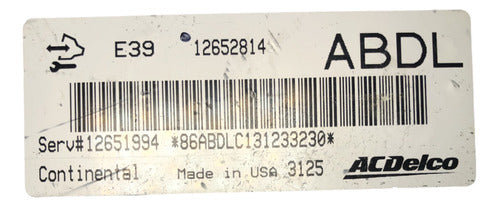 E39 12652814 ABDL
Serv#12651994 *86ABDLC131233230*
Continental Made in USA 3125 ACDelco